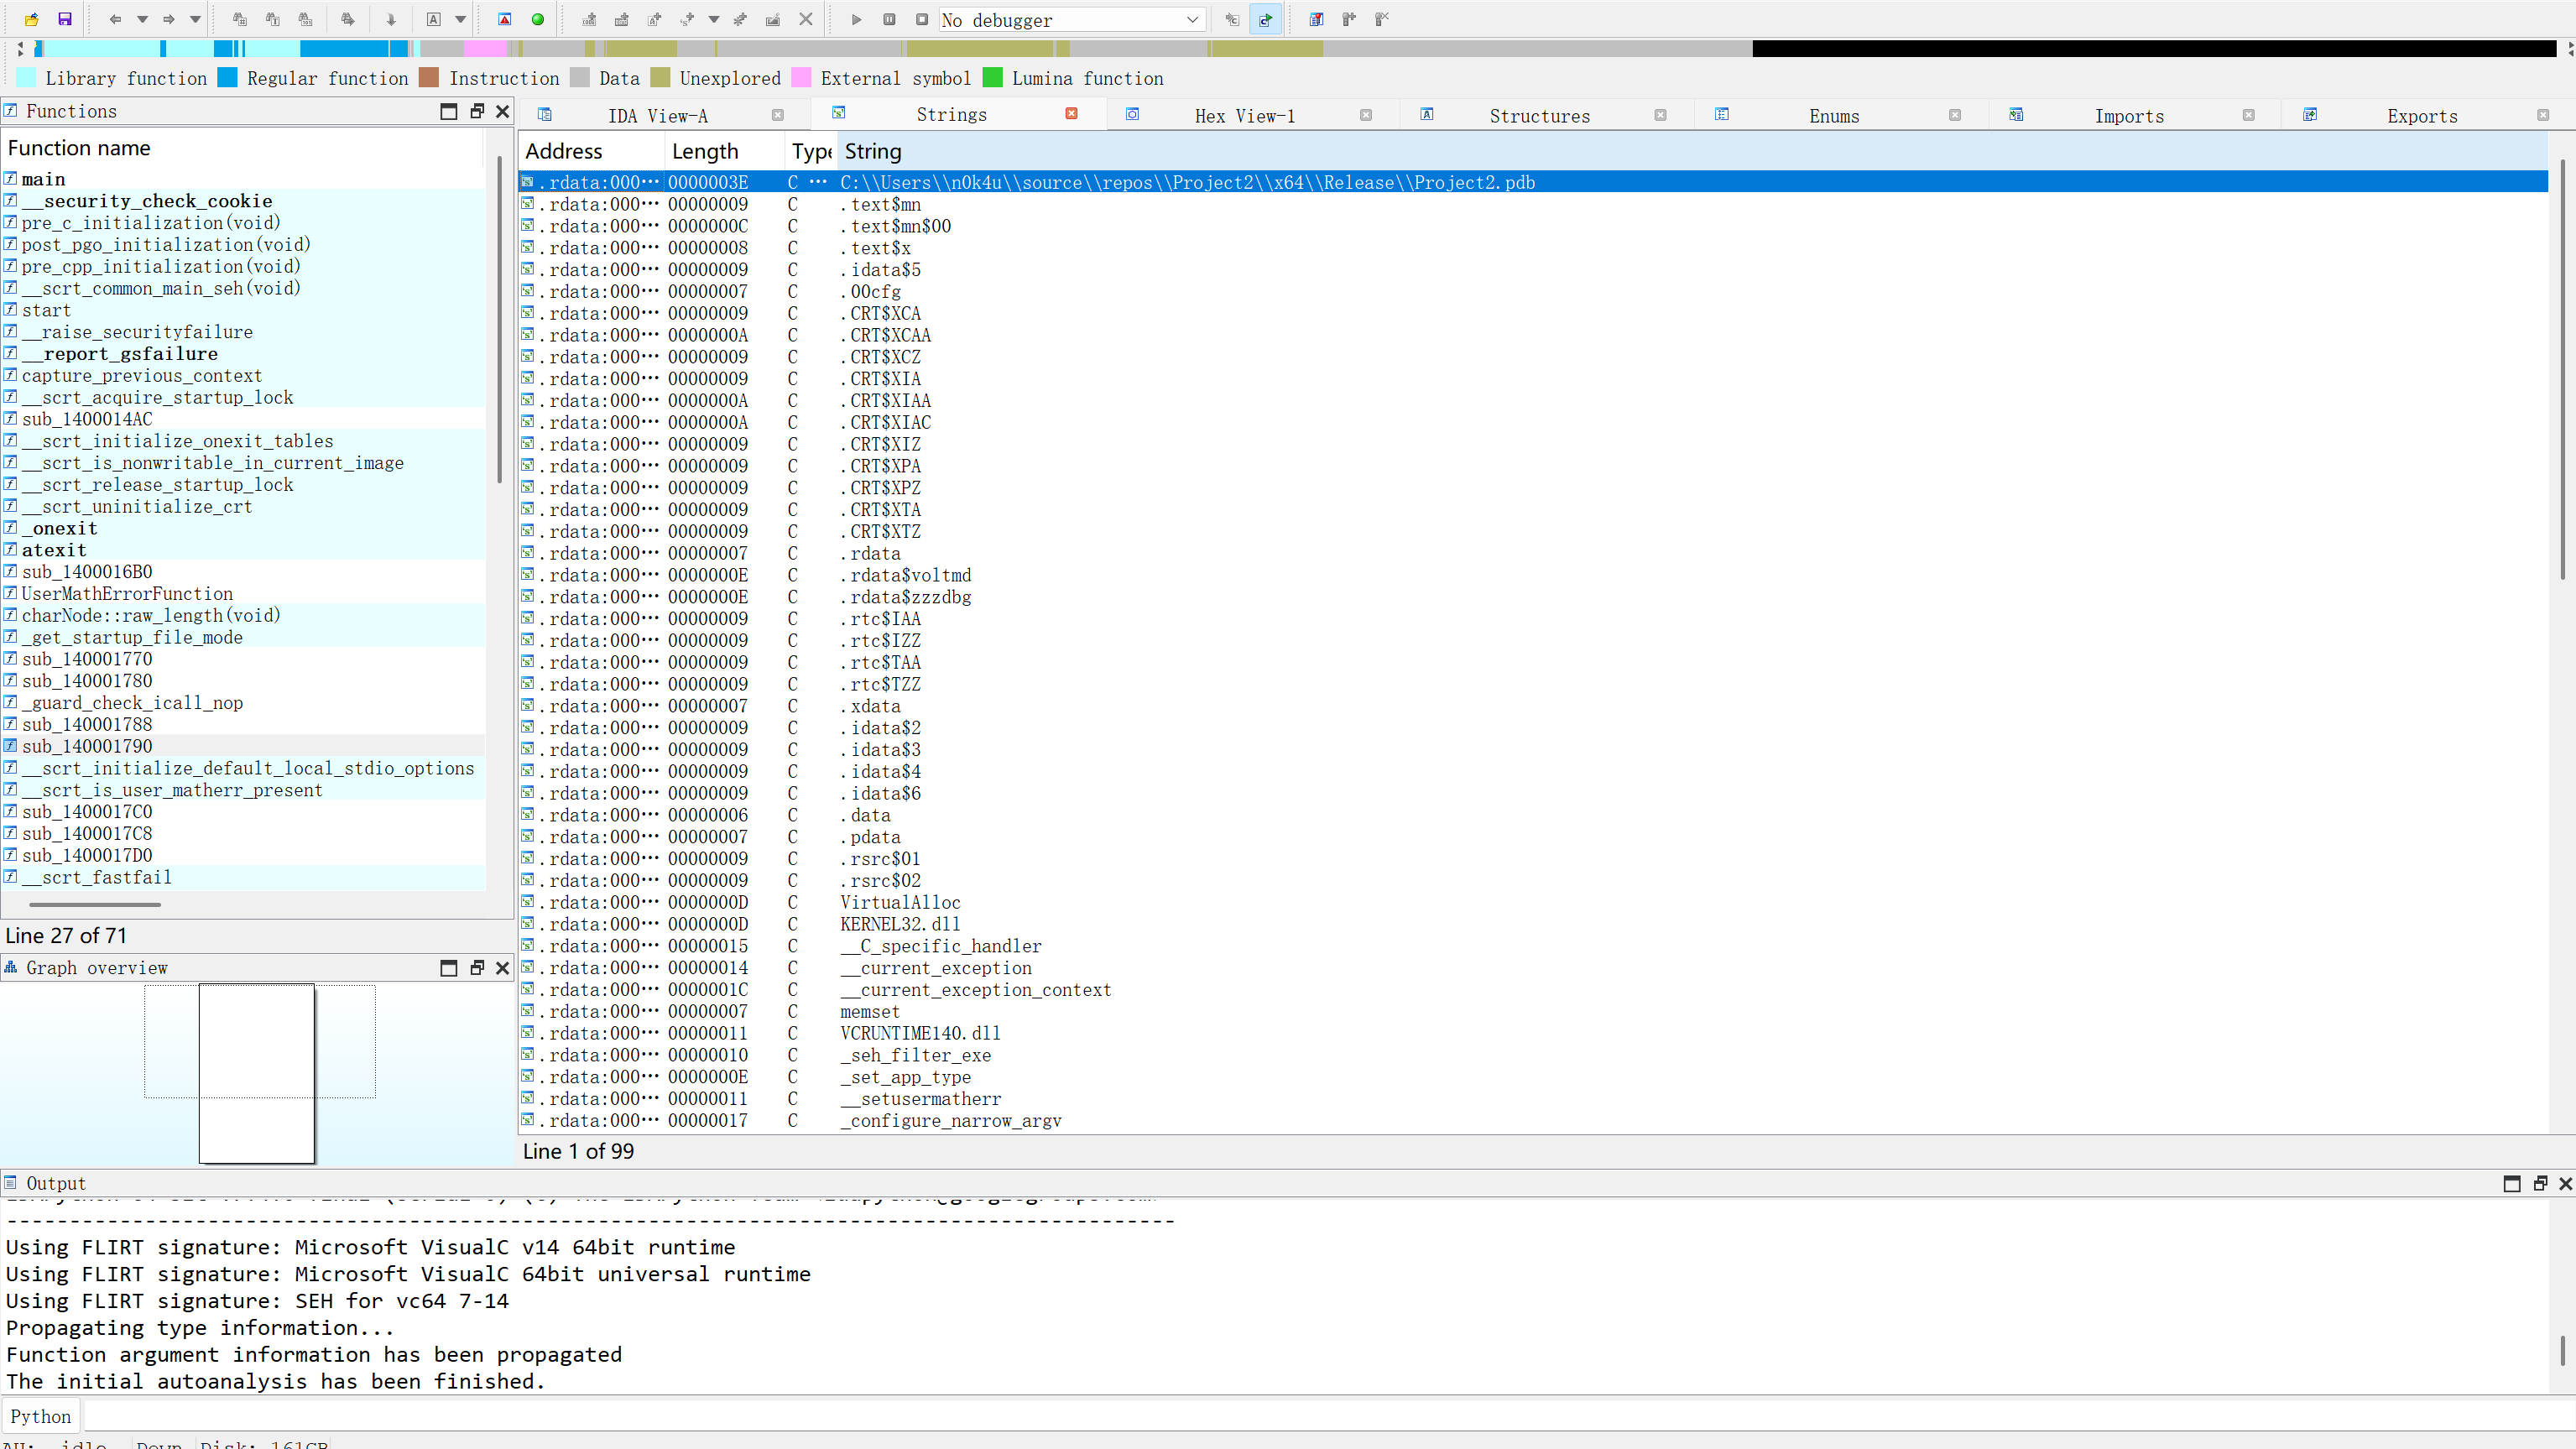 No debugger
Library function Regular function Instruction Data Unexplored External symbol Lumina function
Functions
Function name
main
__security_check_cookie
pre_c_initialization(void)
post_pgo_initialization(void)
pre_cpp_initialization(void)
__scrt_common_main_seh(void)
start
__raise_securityfailure
__report_gsfailure
capture_previous_context
__scrt_acquire_startup_lock
sub_1400014AC
__scrt_initialize_onexit_tables
__scrt_is_nonwritable_in_current_image
__scrt_release_startup_lock
__scrt_uninitialize_crt
_onexit
atexit
sub_1400016B0
UserMathErrorFunction
charNode::raw_length(void)
_get_startup_file_mode
sub_140001770
sub_140001780
_guard_check_icall_nop
sub_140001788
sub_140001790
__scrt_initialize_default_local_stdio_options
__scrt_is_user_matherr_present
sub_1400017C0
sub_1400017C8
sub_1400017D0
__scrt_fastfail
Line 27 of 71
Graph overview
IDA View-A Strings Hex View-1 Structures Enums Imports Exports
Address Length Type String
.rdata:000… 0000003E C … C:\\Users\\n0k4u\\source\\repos\\Project2\\x64\\Release\\Project2.pdb
.rdata:000… 00000009 C .text$mn
.rdata:000… 0000000C C .text$mn$00
.rdata:000… 00000008 C .text$x
.rdata:000… 00000009 C .idata$5
.rdata:000… 00000007 C .00cfg
.rdata:000… 00000009 C .CRT$XCA
.rdata:000… 0000000A C .CRT$XCAA
.rdata:000… 00000009 C .CRT$XCZ
.rdata:000… 00000009 C .CRT$XIA
.rdata:000… 0000000A C .CRT$XIAA
.rdata:000… 0000000A C .CRT$XIAC
.rdata:000… 00000009 C .CRT$XIZ
.rdata:000… 00000009 C .CRT$XPA
.rdata:000… 00000009 C .CRT$XPZ
.rdata:000… 00000009 C .CRT$XTA
.rdata:000… 00000009 C .CRT$XTZ
.rdata:000… 00000007 C .rdata
.rdata:000… 0000000E C .rdata$voltmd
.rdata:000… 0000000E C .rdata$zzzdbg
.rdata:000… 00000009 C .rtc$IAA
.rdata:000… 00000009 C .rtc$IZZ
.rdata:000… 00000009 C .rtc$TAA
.rdata:000… 00000009 C .rtc$TZZ
.rdata:000… 00000007 C .xdata
.rdata:000… 00000009 C .idata$2
.rdata:000… 00000009 C .idata$3
.rdata:000… 00000009 C .idata$4
.rdata:000… 00000009 C .idata$6
.rdata:000… 00000006 C .data
.rdata:000… 00000007 C .pdata
.rdata:000… 00000009 C .rsrc$01
.rdata:000… 00000009 C .rsrc$02
.rdata:000… 0000000D C VirtualAlloc
.rdata:000… 0000000D C KERNEL32.dll
.rdata:000… 00000015 C __C_specific_handler
.rdata:000… 00000014 C __current_exception
.rdata:000… 0000001C C __current_exception_context
.rdata:000… 00000007 C memset
.rdata:000… 00000011 C VCRUNTIME140.dll
.rdata:000… 00000010 C _seh_filter_exe
.rdata:000… 0000000E C _set_app_type
.rdata:000… 00000011 C __setusermatherr
.rdata:000… 00000017 C _configure_narrow_argv
Line 1 of 99
Output
---------------------------------------------------------------------------------------------
Using FLIRT signature: Microsoft VisualC v14 64bit runtime
Using FLIRT signature: Microsoft VisualC 64bit universal runtime
Using FLIRT signature: SEH for vc64 7-14
Propagating type information...
Function argument information has been propagated
The initial autoanalysis has been finished.
Python
AU: idle Down Disk: 161GB